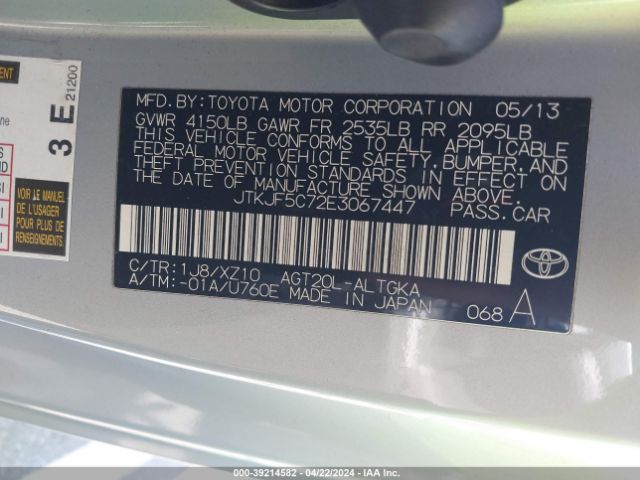 MFD. BY: TOYOTA MOTOR CORPORATION 05/13
GVWR 4150LB GAWR FR 2535LB RR 2095LB
THIS VEHICLE CONFORMS TO ALL APPLICABLE
FEDERAL MOTOR VEHICLE SAFETY, BUMPER, AND
THEFT PREVENTION STANDARDS IN EFFECT ON
THE DATE OF MANUFACTURE SHOWN ABOVE.
JTKJF5C72E3067447 PASS. CAR
C/TR: 1J8/XZ10 AGT20L-ALTGKA
A/TM: -01A/U760E MADE IN JAPAN
068 A
TOYOTA
3 E
21200
VOIR LE MANUEL
DE L'USAGER
POUR PLUS DE
RENSEIGNEMENTS
000-39214582 - 04/22/2024 - IAAI.COM